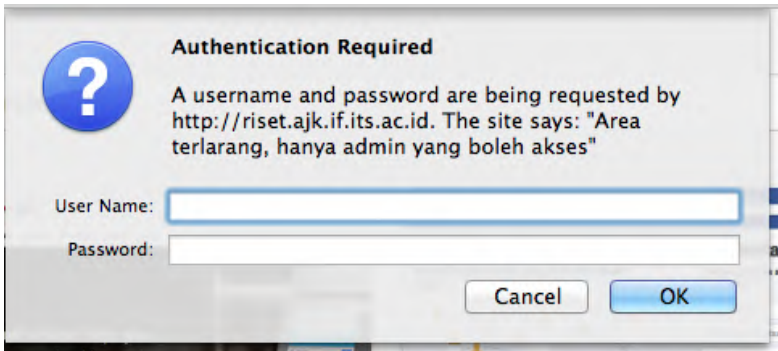 Authentication Required
A username and password are being requested by
http://riset.ajk.if.its.ac.id. The site says: "Area
terlarang, hanya admin yang boleh akses"
User Name:
Password:
Cancel
OK